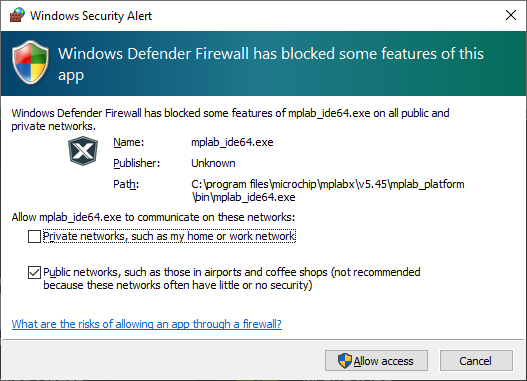 Windows Security Alert
Windows Defender Firewall has blocked some features of this
app
Windows Defender Firewall has blocked some features of mplab_ide64.exe on all public and
private networks.
Name: mplab_ide64.exe
Publisher: Unknown
Path: C:\program files\microchip\mplabx\v5.45\mplab_platform
\bin\mplab_ide64.exe
Allow mplab_ide64.exe to communicate on these networks:
Private networks, such as my home or work network
Public networks, such as those in airports and coffee shops (not recommended
because these networks often have little or no security)
What are the risks of allowing an app through a firewall?
Allow access
Cancel